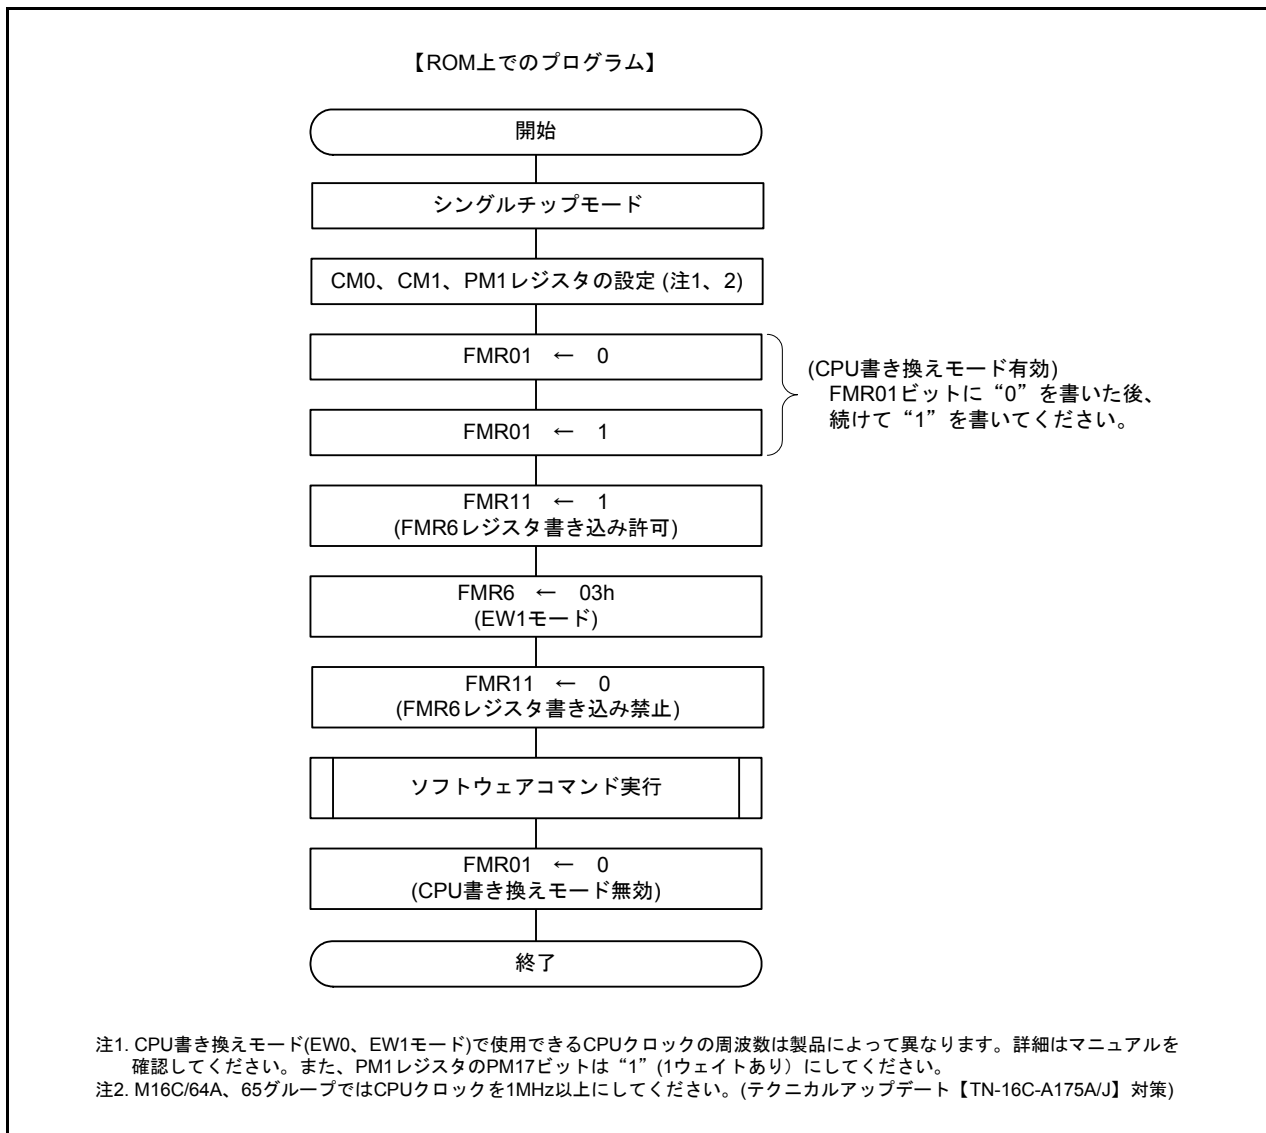 【ROM上でのプログラム】
開始
シングルチップモード
CM0、CM1、PM1レジスタの設定 (注1、2)
FMR01 ← 0
FMR01 ← 1
(CPU書き換えモード有効)
FMR01ビットに“0”を書いた後、
続けて“1”を書いてください。
FMR11 ← 1
(FMR6レジスタ書き込み許可)
FMR6 ← 03h
(EW1モード)
FMR11 ← 0
(FMR6レジスタ書き込み禁止)
ソフトウェアコマンド実行
FMR01 ← 0
(CPU書き換えモード無効)
終了
注1. CPU書き換えモード(EW0、EW1モード)で使用できるCPUクロックの周波数は製品によって異なります。詳細はマニュアルを
確認してください。また、PM1レジスタのPM17ビットは“1”(1ウェイトあり）にしてください。
注2. M16C/64A、65グループではCPUクロックを1MHz以上にしてください。(テクニカルアップデート【TN-16C-A175A/J】対策)